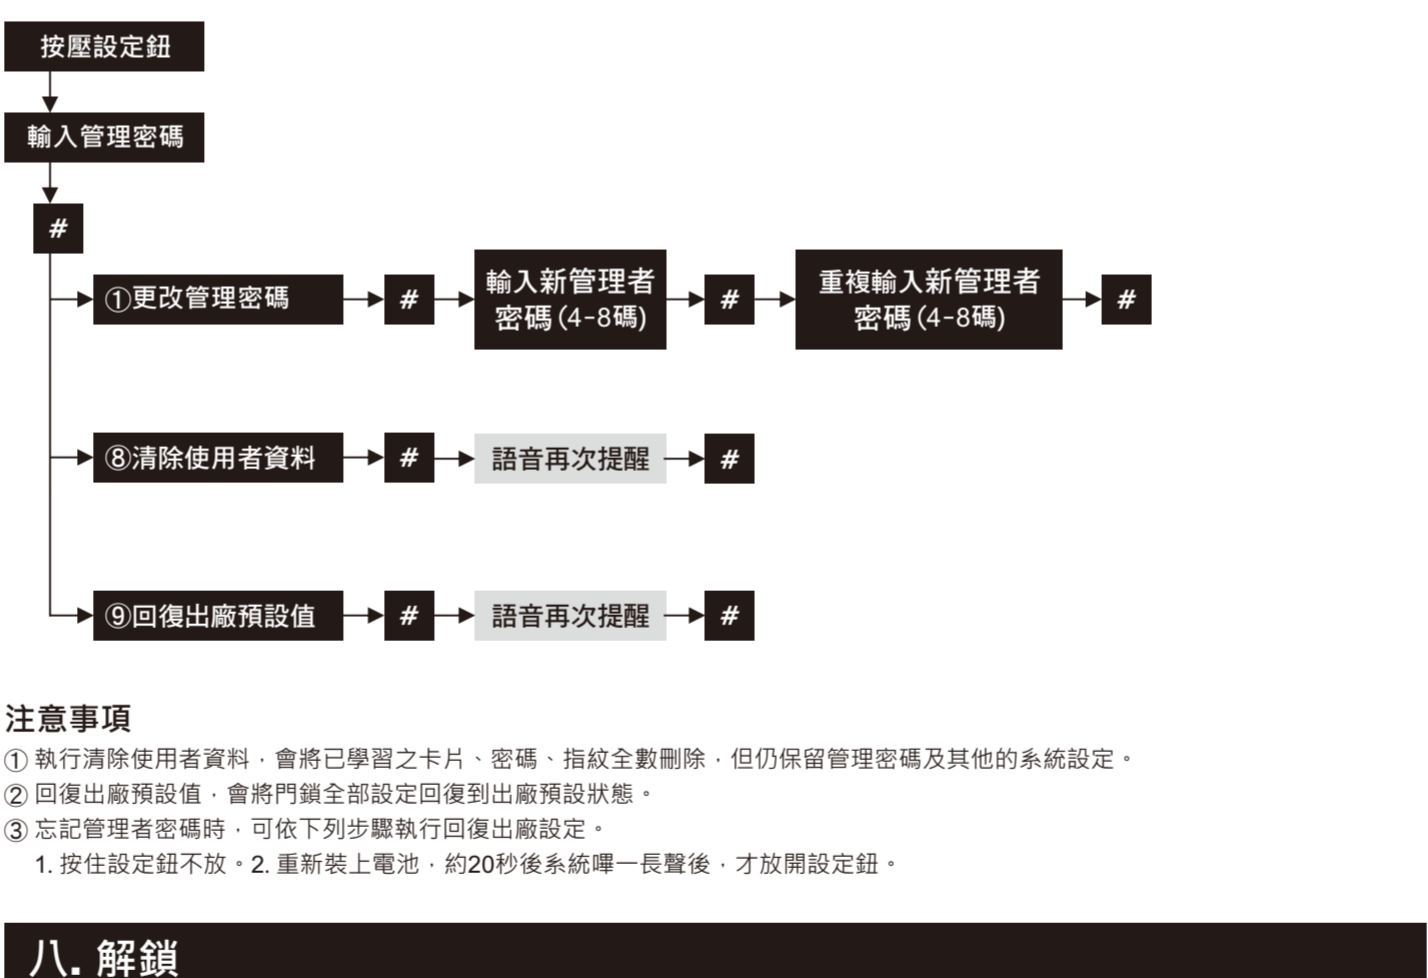 按壓設定鈕
輸入管理密碼
#
①更改管理密碼
#
輸入新管理者
密碼(4-8碼)
#
重複輸入新管理者
密碼(4-8碼)
#
⑧清除使用者資料
#
語音再次提醒
#
⑨回復出廠預設值
#
語音再次提醒
#
注意事項
① 執行清除使用者資料，會將已學習之卡片、密碼、指紋全數刪除，但仍保留管理密碼及其他的系統設定。
② 回復出廠預設值，會將門鎖全部設定回復到出廠預設狀態。
③ 忘記管理者密碼時，可依下列步驟執行回復出廠設定。
1. 按住設定鈕不放。2. 重新裝上電池，約20秒後系統嗶一長聲後，才放開設定鈕。
八. 解鎖